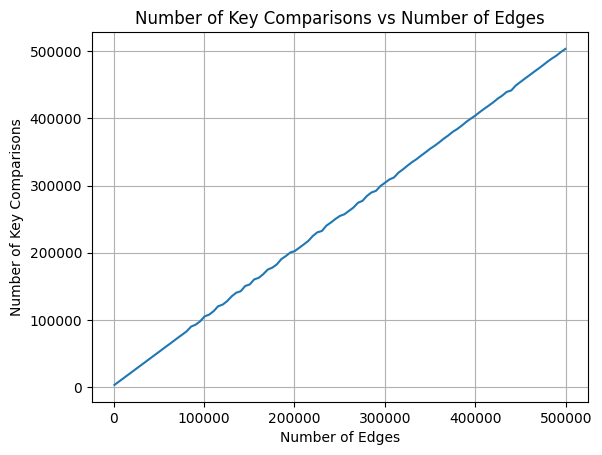 Number of Key Comparisons vs Number of Edges
500000
400000
300000
200000
100000
0
Number of Key Comparisons
0 100000 200000 300000 400000 500000
Number of Edges